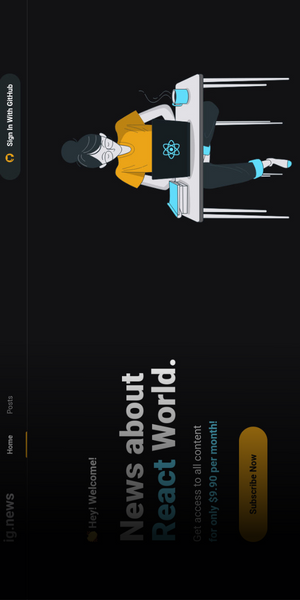 ig.news
Home
Posts
Sign In With GitHub
Hey! Welcome!
News about
React World.
Get access to all content
for only $9.90 per month!
Subscribe Now